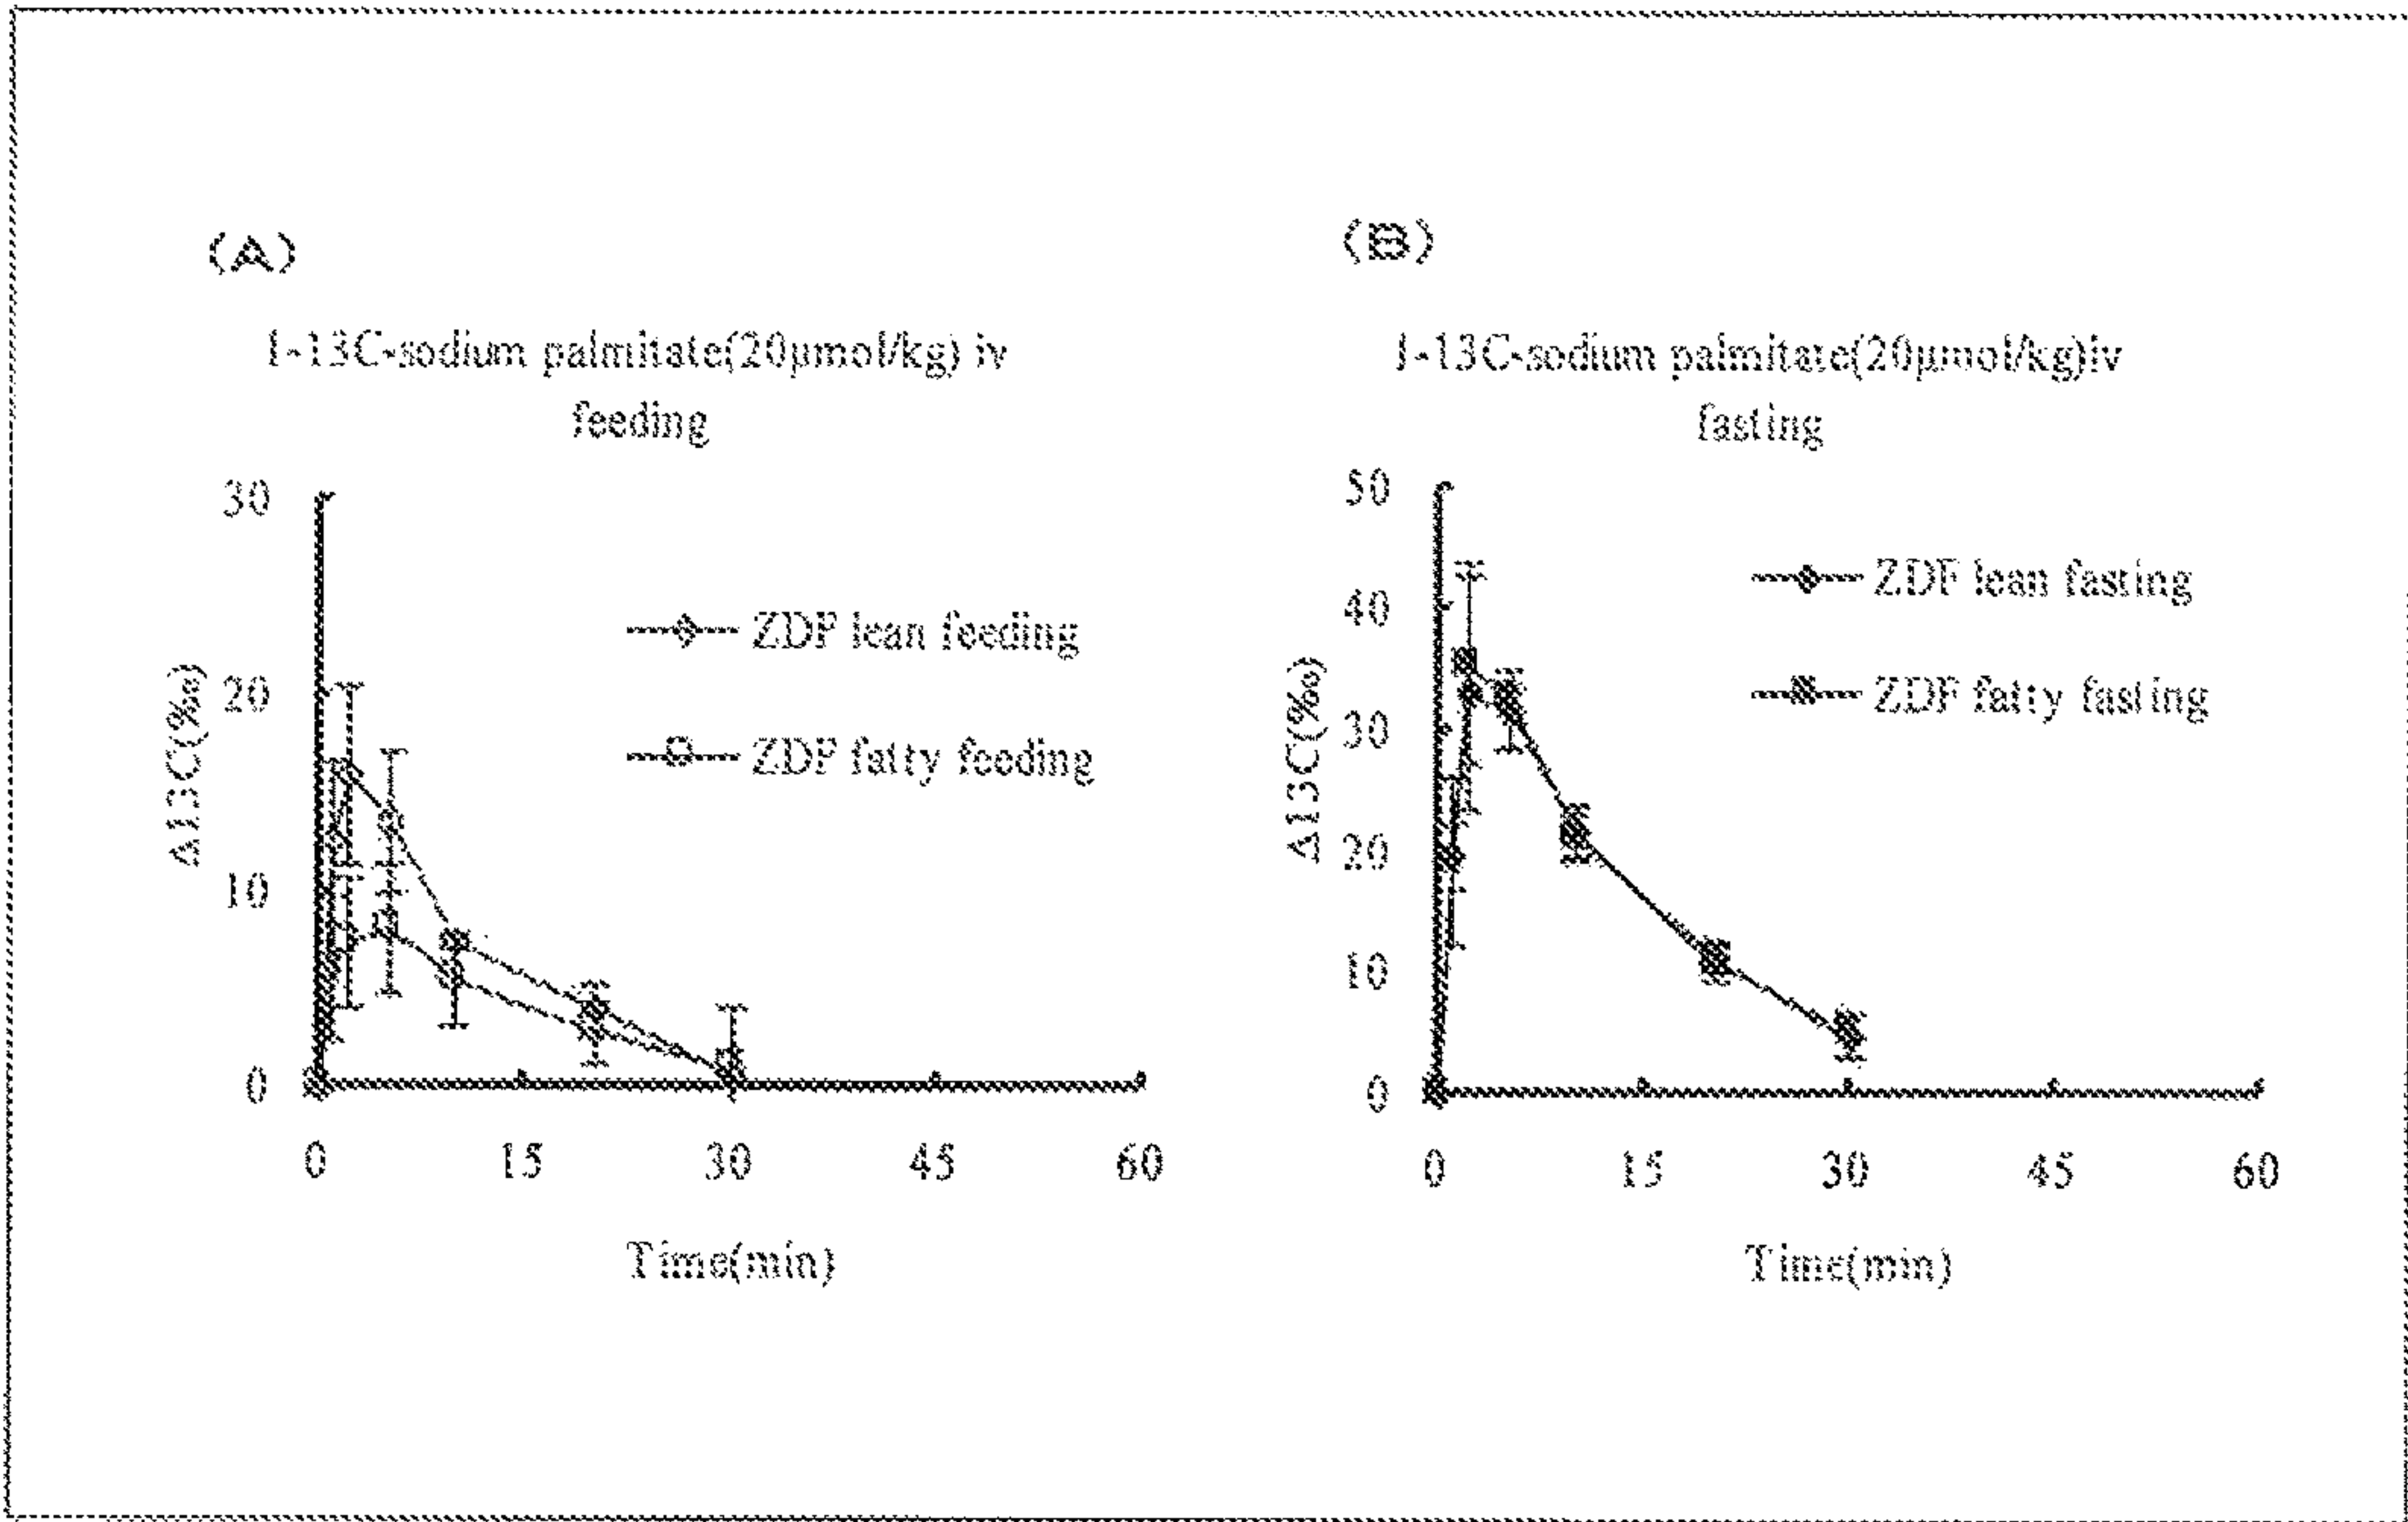 (A)
1-13C-sodium palmitate(20μmol/kg) iv
feeding
30
20
10
0
Δ13C(‰)
ZDF lean feeding
ZDF fatty feeding
0 15 30 45 60
Time(min)
(B)
1-13C-sodium palmitate(20μmol/kg)iv
fasting
50
40
30
20
10
0
Δ13C(‰)
ZDF lean fasting
ZDF fatty fasting
0 15 30 45 60
Time(min)